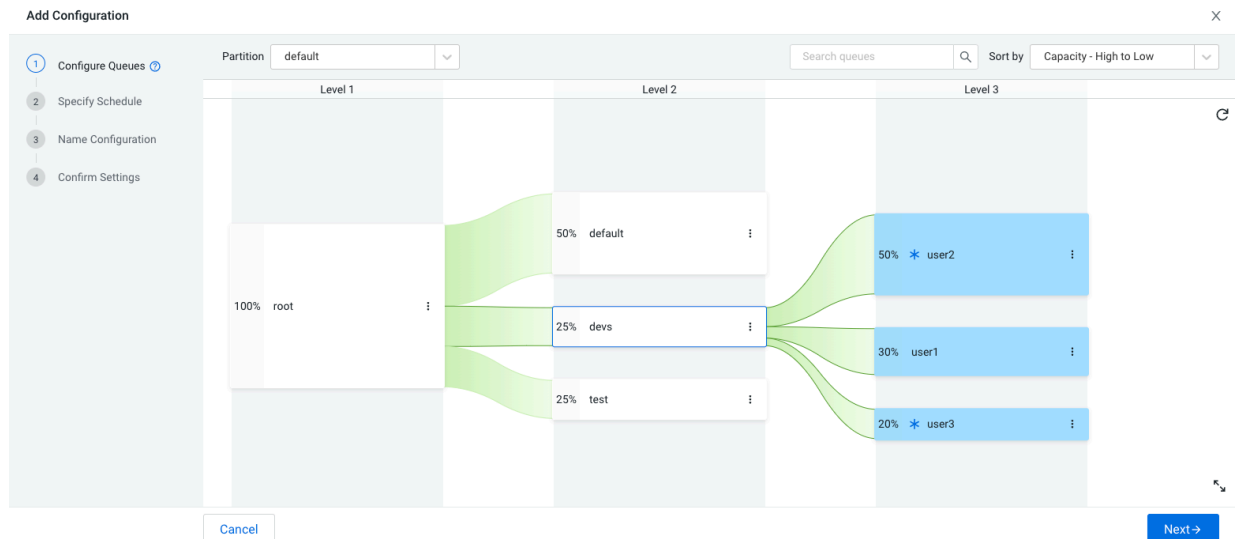 Add Configuration
1 Configure Queues
2 Specify Schedule
3 Name Configuration
4 Confirm Settings
Partition default
Search queues
Sort by Capacity - High to Low
Level 1 Level 2 Level 3
100% root
50% default
25% devs
25% test
50% user2
30% user1
20% user3
Cancel
Next